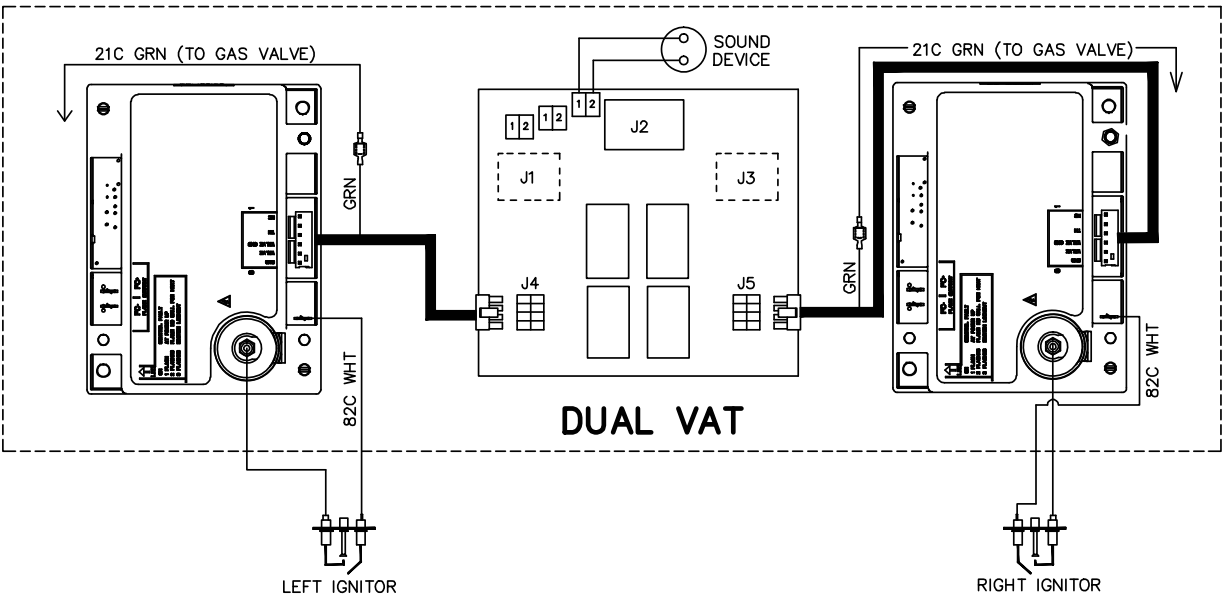 SOUND
DEVICE
21C GRN (TO GAS VALVE)
21C GRN (TO GAS VALVE)
1 2
1 2
1 2
J2
J1
J3
GRN
GRN
J4
J5
82C WHT
82C WHT
DUAL VAT
LEFT IGNITOR
RIGHT IGNITOR